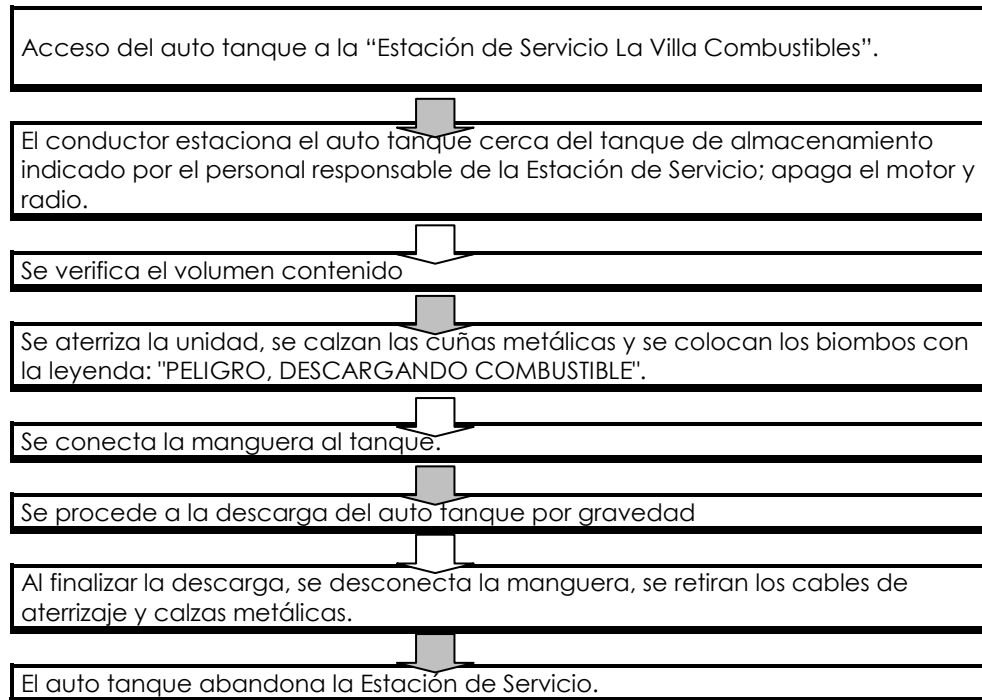 Acceso del auto tanque a la “Estación de Servicio La Villa Combustibles”.
El conductor estaciona el auto tanque cerca del tanque de almacenamiento
indicado por el personal responsable de la Estación de Servicio; apaga el motor y
radio.
Se verifica el volumen contenido
Se aterriza la unidad, se calzan las cuñas metálicas y se colocan los biombos con
la leyenda: "PELIGRO, DESCARGANDO COMBUSTIBLE".
Se conecta la manguera al tanque.
Se procede a la descarga del auto tanque por gravedad
Al finalizar la descarga, se desconecta la manguera, se retiran los cables de
aterrizaje y calzas metálicas.
El auto tanque abandona la Estación de Servicio.